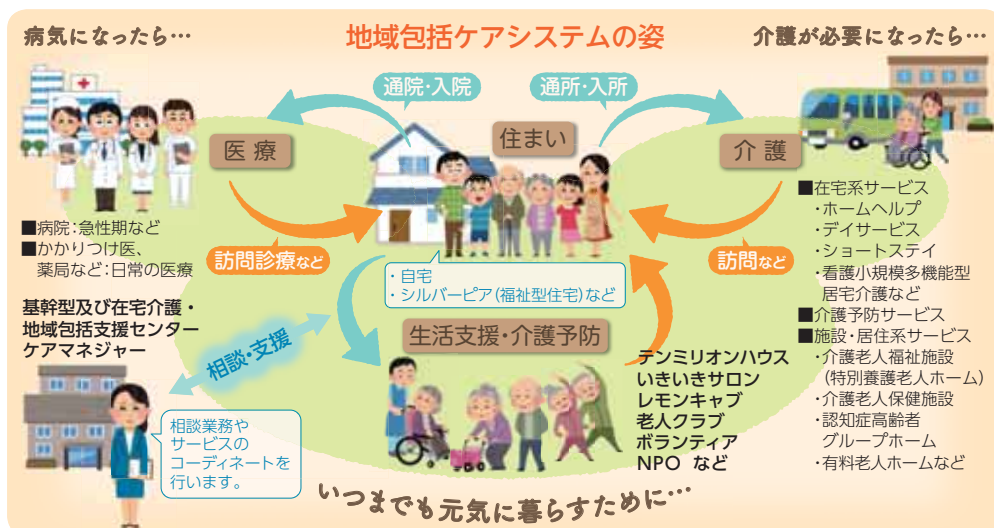 地域包括ケアシステムの姿
病気になったら…
介護が必要になったら…
通院・入院
通所・入所
医療
住まい
介護
■病院：急性期など
■かかりつけ医、
薬局など：日常の医療
訪問診療など
訪問など
・自宅
・シルバーピア（福祉型住宅）など
■在宅系サービス
・ホームヘルプ
・デイサービス
・ショートステイ
・看護小規模多機能型
居宅介護など
■介護予防サービス
■施設・居住系サービス
・介護老人福祉施設
（特別養護老人ホーム）
・介護老人保健施設
・認知症高齢者
グループホーム
・有料老人ホームなど
基幹型及び在宅介護・
地域包括支援センター
ケアマネジャー
相談・支援
生活支援・介護予防
テンミリオンハウス
いきいきサロン
レモンキャブ
老人クラブ
ボランティア
NPO など
相談業務や
サービスの
コーディネートを
行います。
いつまでも元気に暮らすために…